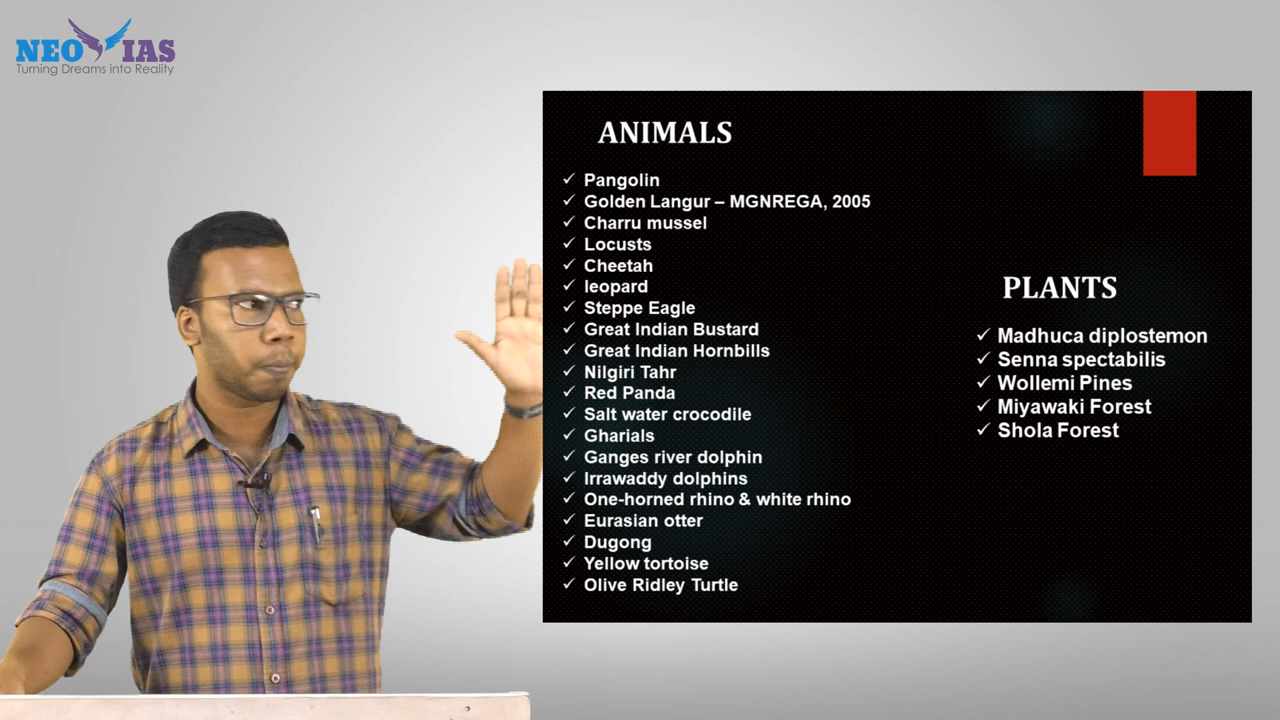 NEO IAS
Turning Dreams into Reality
ANIMALS
✓ Pangolin
✓ Golden Langur – MGNREGA, 2005
✓ Charru mussel
✓ Locusts
✓ Cheetah
✓ leopard
✓ Steppe Eagle
✓ Great Indian Bustard
✓ Great Indian Hornbills
✓ Nilgiri Tahr
✓ Red Panda
✓ Salt water crocodile
✓ Gharials
✓ Ganges river dolphin
✓ Irrawaddy dolphins
✓ One-horned rhino & white rhino
✓ Eurasian otter
✓ Dugong
✓ Yellow tortoise
✓ Olive Ridley Turtle
PLANTS
✓ Madhuca diplostemon
✓ Senna spectabilis
✓ Wollemi Pines
✓ Miyawaki Forest
✓ Shola Forest